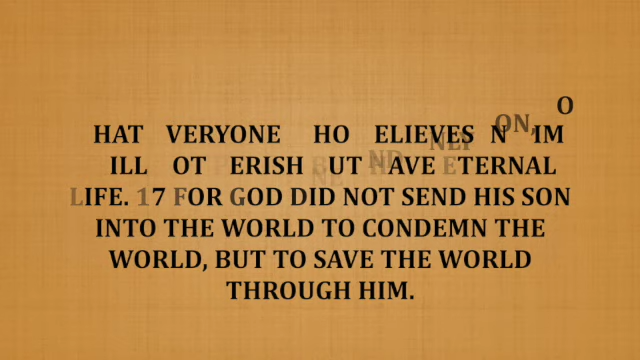 O
ON,
HAT VERYONE HO ELIEVES N IM
ILL OT ERISH UT AVE ETERNAL
LIFE. 17 FOR GOD DID NOT SEND HIS SON
INTO THE WORLD TO CONDEMN THE
WORLD, BUT TO SAVE THE WORLD
THROUGH HIM.